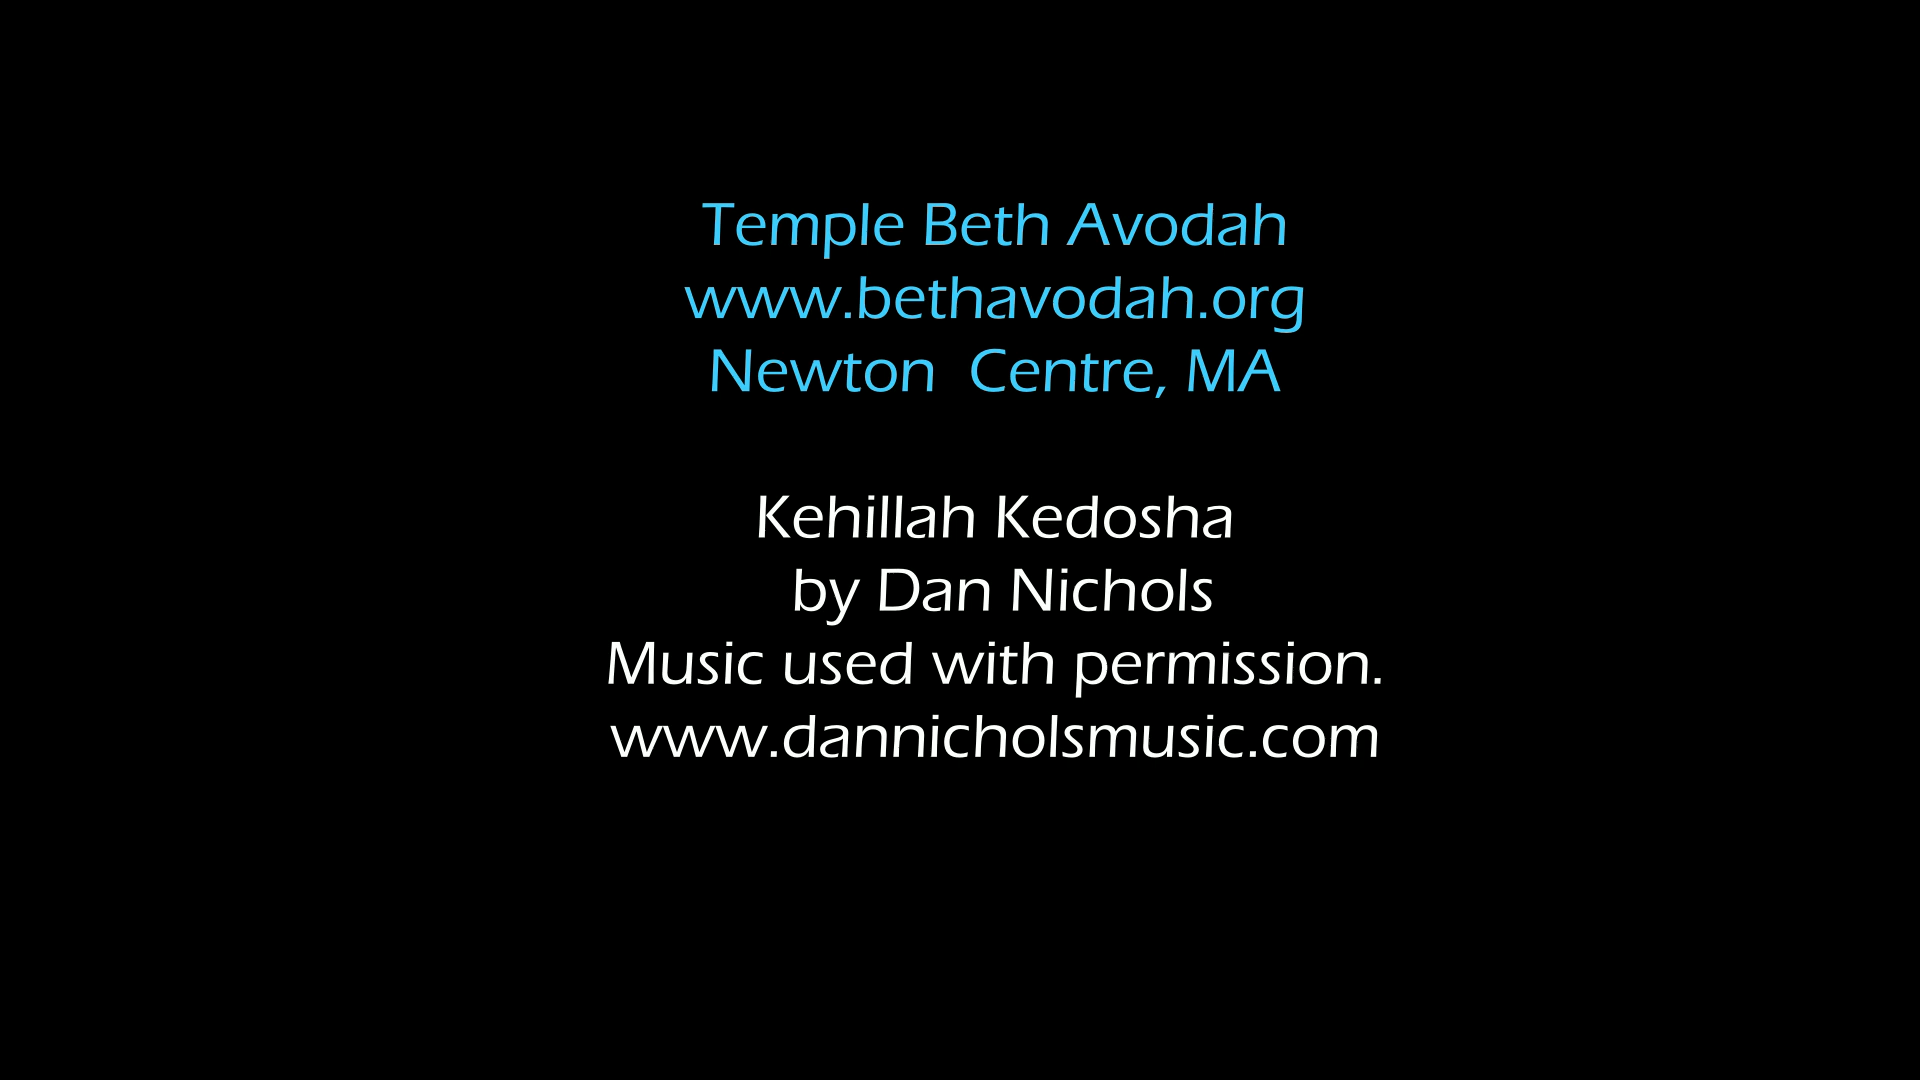 Temple Beth Avodah
www.bethavodah.org
Newton  Centre, MA
Kehillah Kedosha
by Dan Nichols
Music used with permission.
www.dannicholsmusic.com